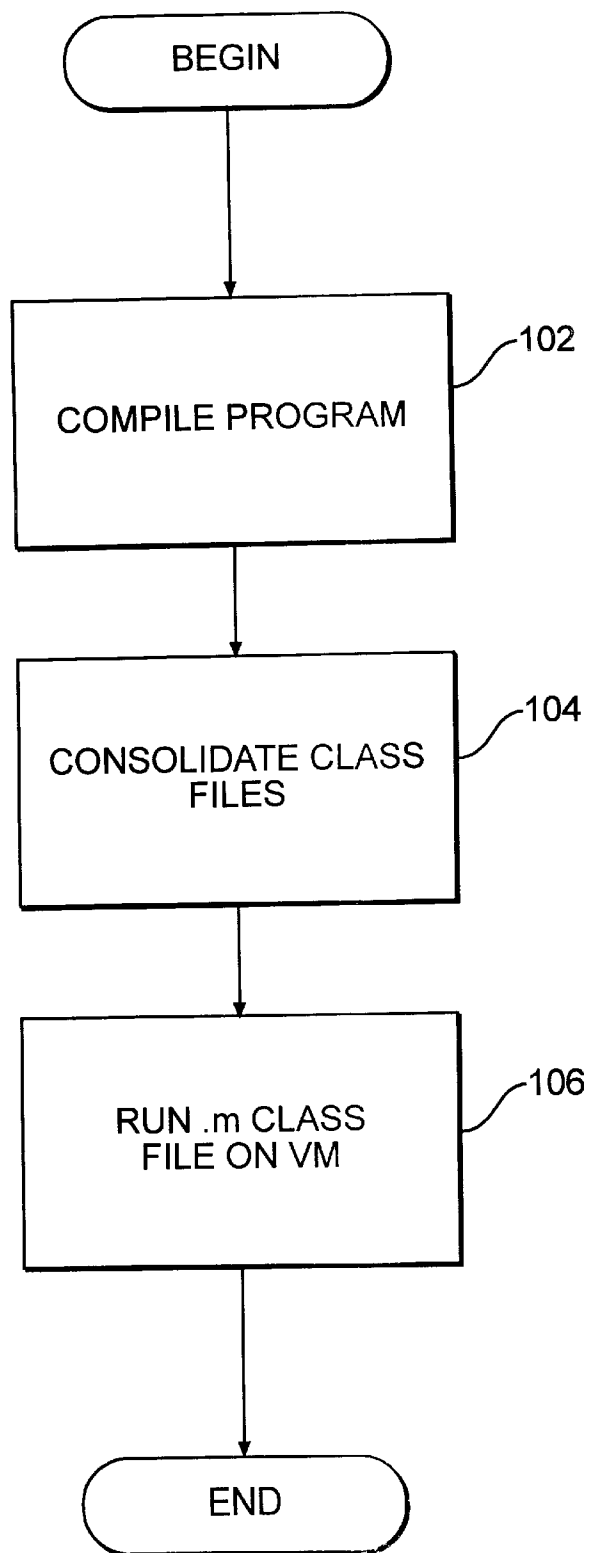 BEGIN
102
COMPILE PROGRAM
104
CONSOLIDATE CLASS
FILES
106
RUN .m CLASS
FILE ON VM
END